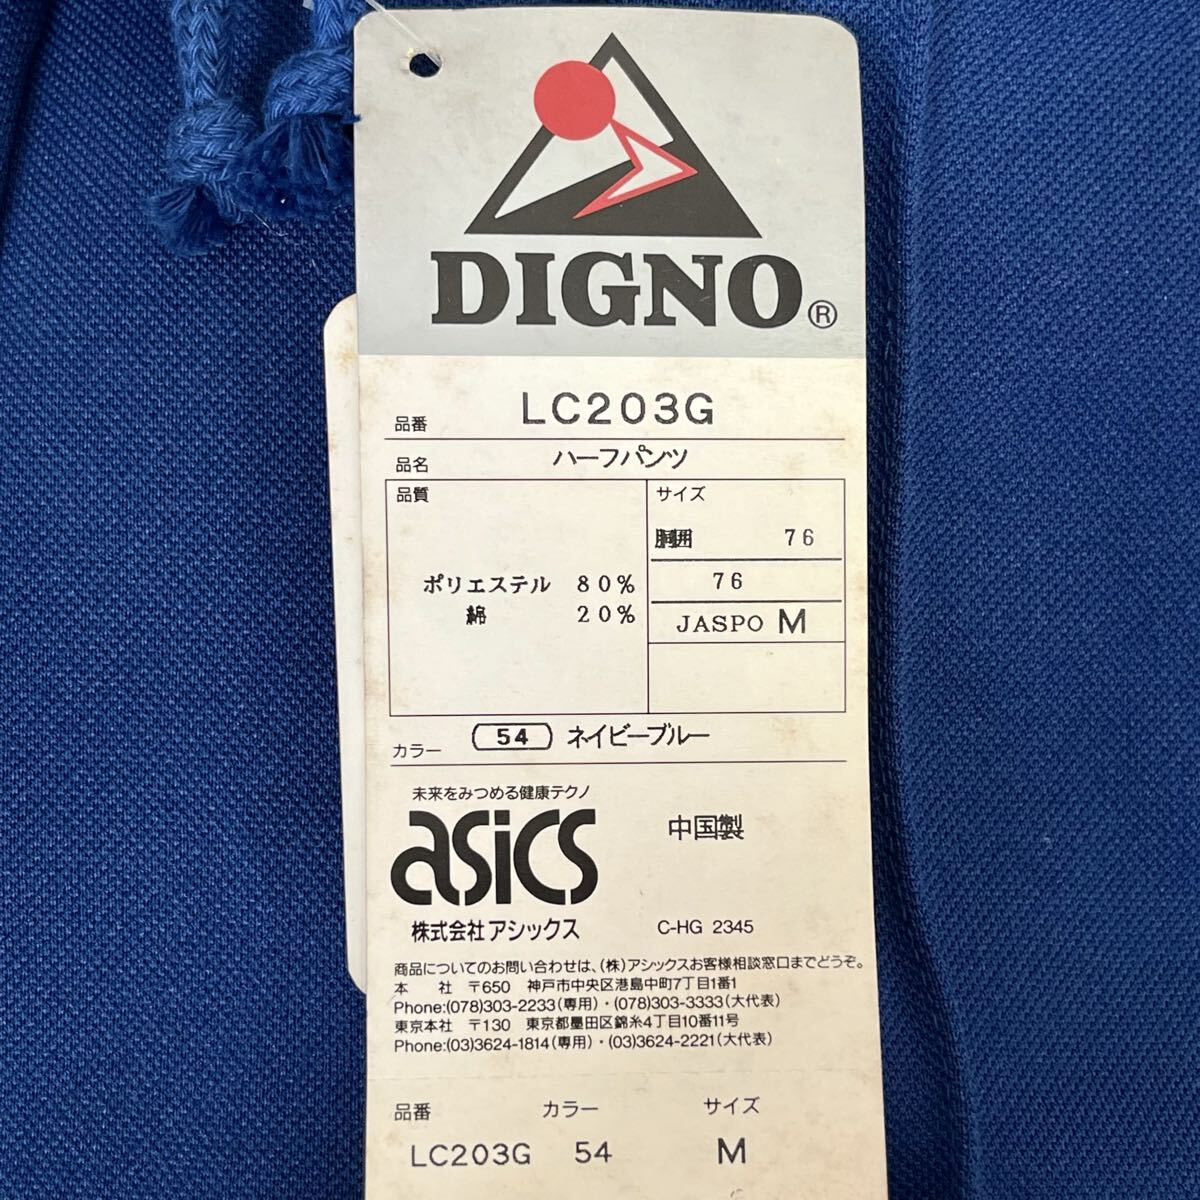 DIGNO®
品番 LC203G
品名 ハーフパンツ
品質
ポリエステル 80%
綿 20%
サイズ
胴囲 76
76
JASPO M
カラー (54) ネイビーブルー
未来をみつめる健康テクノ
asics
株式会社アシックス
中国製
C-HG 2345
商品についてのお問い合わせは、(株)アシックスお客様相談窓口までどうぞ。
本 社 〒650 神戸市中央区港島中町7丁目1番1
Phone:(078)303-2233(専用)・(078)303-3333(大代表)
東京本社 〒130 東京都墨田区錦糸4丁目10番11号
Phone:(03)3624-1814(専用)・(03)3624-2221(大代表)
品番 カラー サイズ
LC203G 54 M